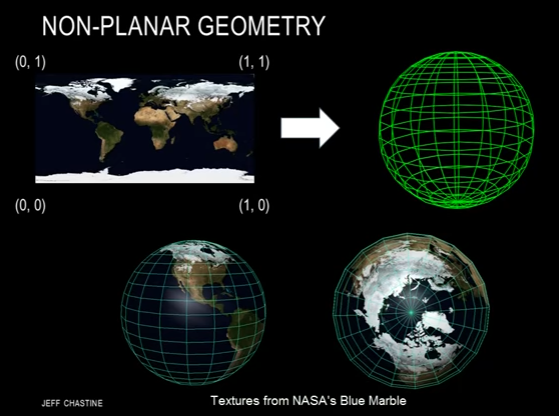 NON-PLANAR GEOMETRY
(0, 1)
(1, 1)
(0, 0)
(1, 0)
JEFF CHASTINE
Textures from NASA's Blue Marble